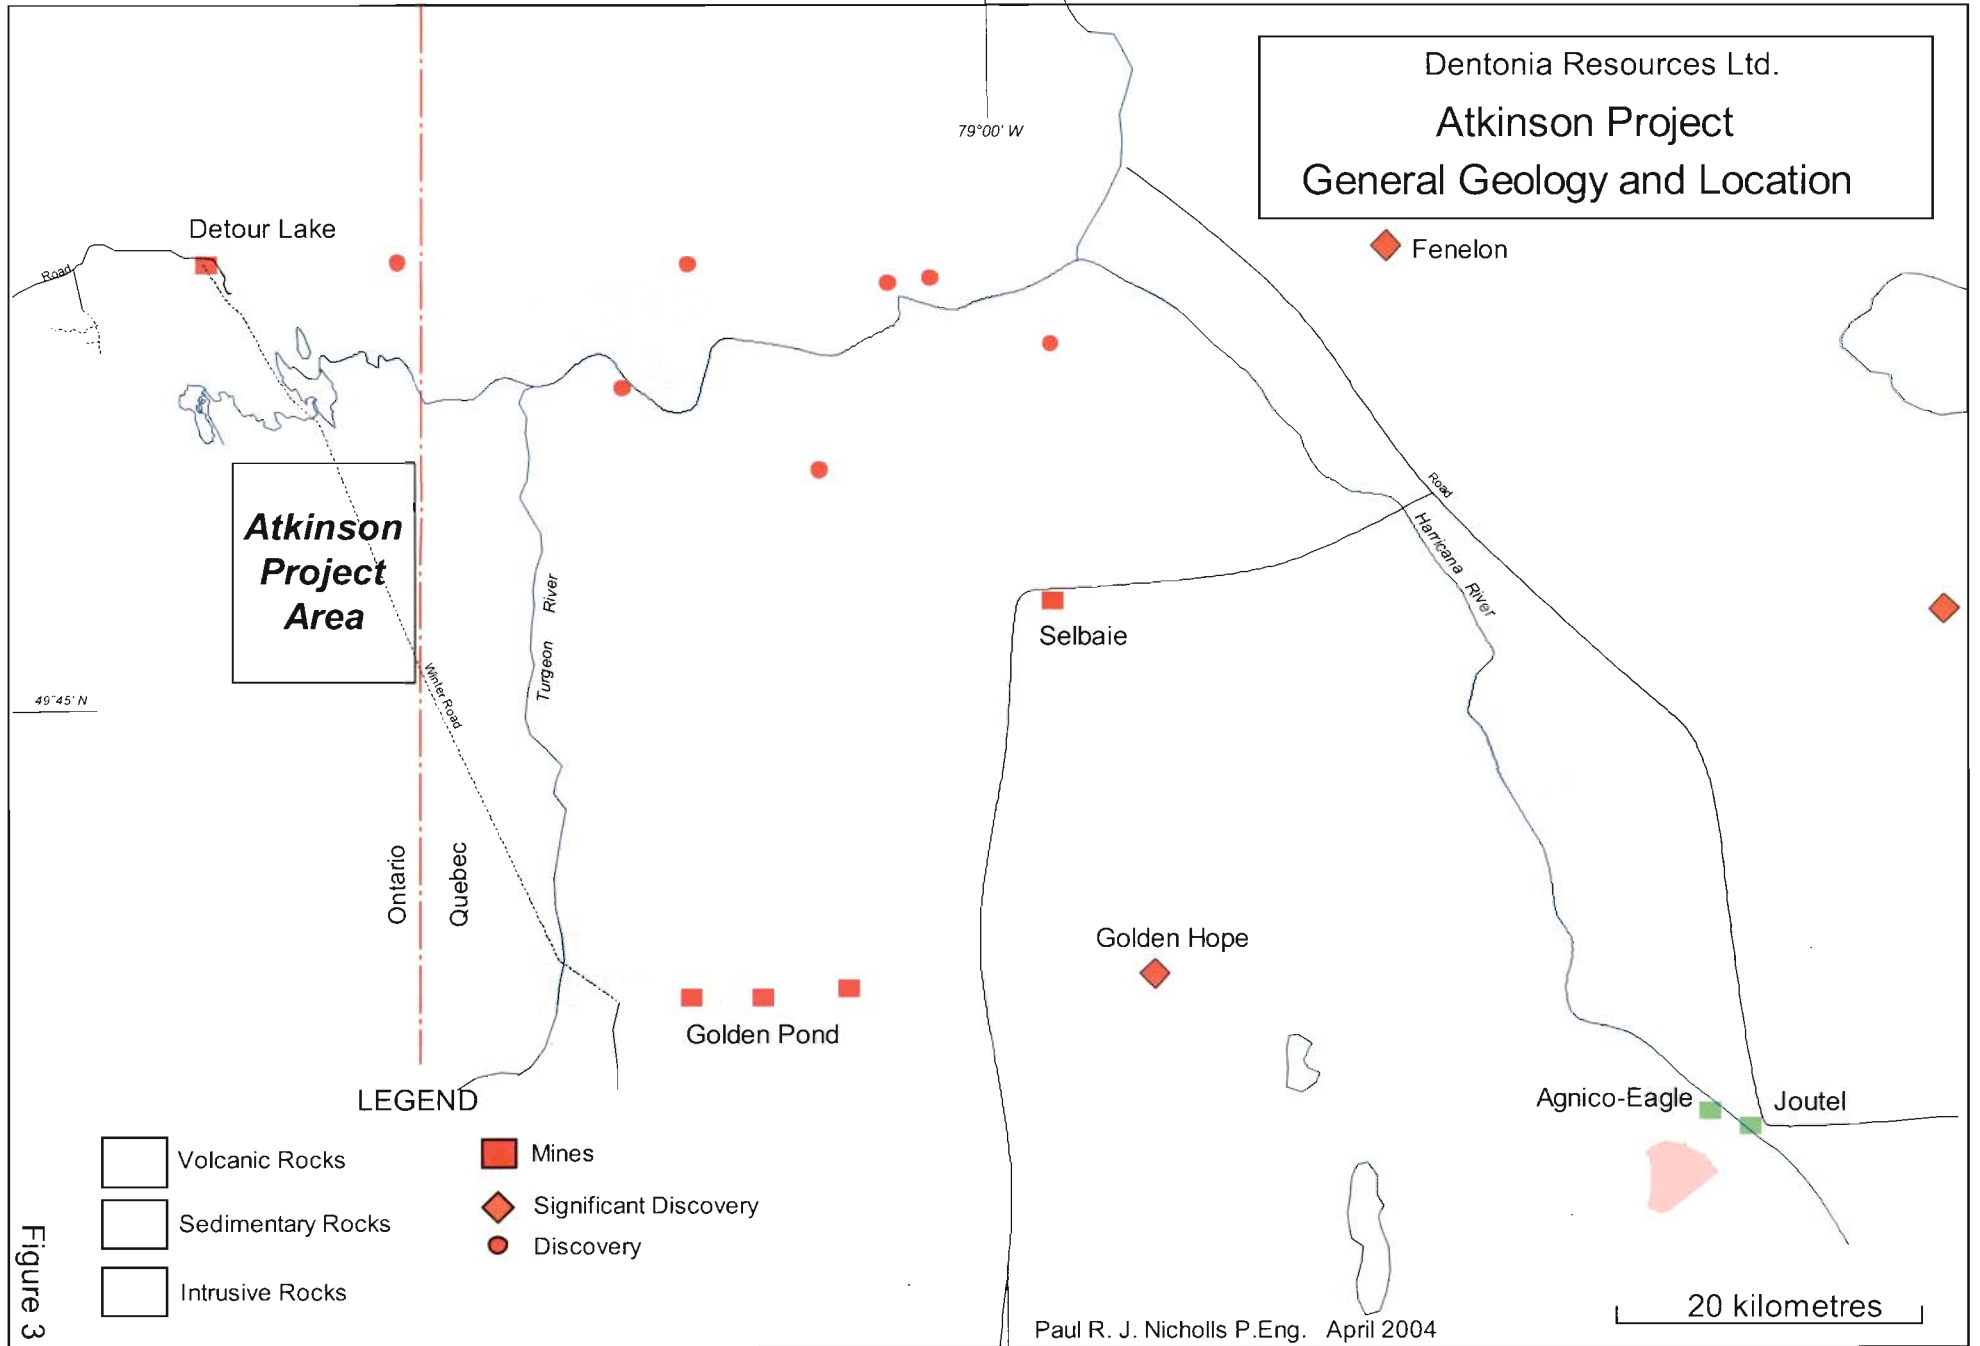 Dentonia Resources Ltd.
Atkinson Project
General Geology and Location
79°00' W
Detour Lake
Road
Fenelon
Atkinson
Project
Area
Road
Harricana River
Turgeon River
Selbaie
Winter Road
49°45' N
Ontario
Quebec
Golden Hope
Golden Pond
Agnico-Eagle
Joutel
LEGEND
Volcanic Rocks
Sedimentary Rocks
Intrusive Rocks
Mines
Significant Discovery
Discovery
Figure 3
20 kilometres
Paul R. J. Nicholls P.Eng. April 2004